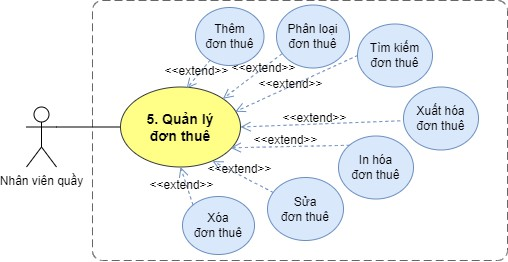 Thêm
đơn thuê
Phân loại
đơn thuê
Tìm kiếm
đơn thuê
<<extend>>
<<extend>>
<<extend>>
Xuất hóa
đơn thuê
<<extend>>
5. Quản lý
đơn thuê
<<extend>>
In hóa
đơn thuê
Nhân viên quầy
<<extend>>
<<extend>>
Sửa
đơn thuê
Xóa
đơn thuê